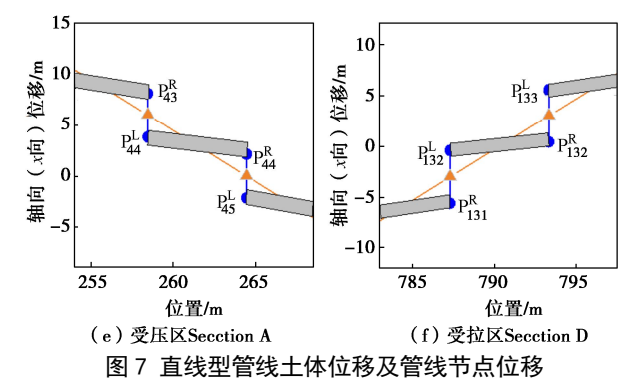 轴向（x向）位移/m
15
10
5
0
−5
P43R
P44L
P44R
P45L
255 260 265
位置/m
（e）受压区Secction A
轴向（x向）位移/m
10
5
0
−5
−10
P133L
P132L
P132R
P131R
785 790 795
位置/m
（f）受拉区Secction D
图 7 直线型管线土体位移及管线节点位移